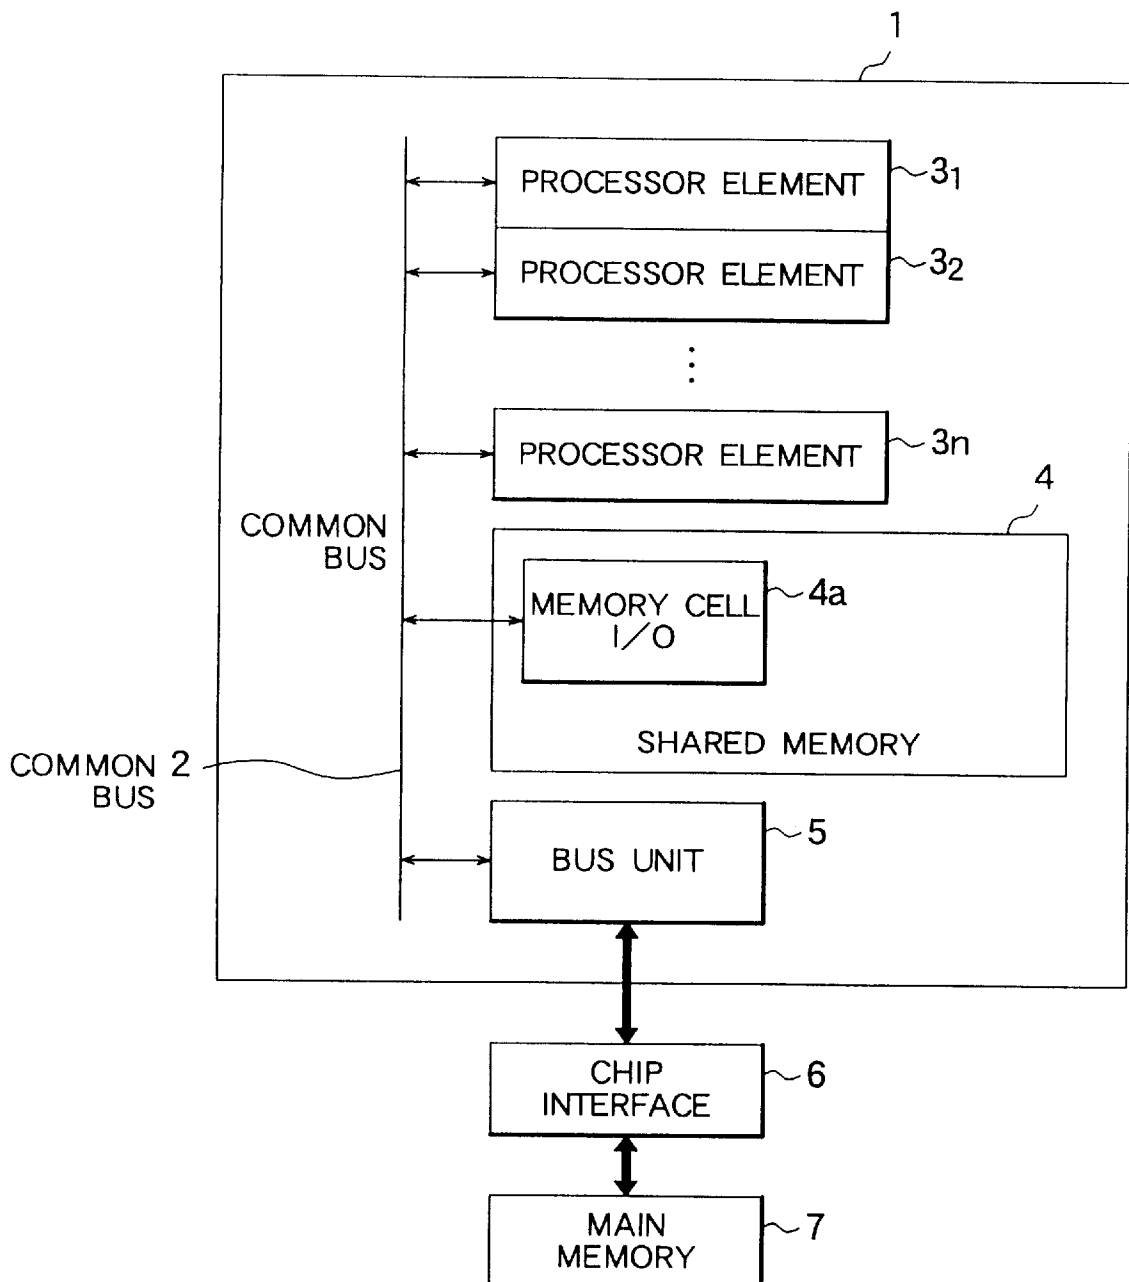 1
PROCESSOR ELEMENT
31
PROCESSOR ELEMENT
32
PROCESSOR ELEMENT
3n
4
COMMON
BUS
MEMORY CELL
I/O
4a
SHARED MEMORY
COMMON 2
BUS
BUS UNIT
5
CHIP
INTERFACE
6
MAIN
MEMORY
7